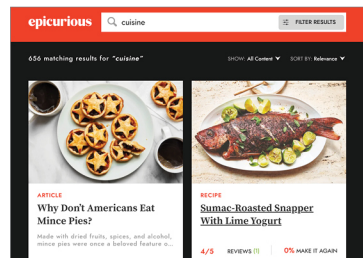 epicurious
cuisine
FILTER RESULTS
656 matching results for "cuisine"
SHOW: All Content
SORT BY: Relevance
ARTICLE
Why Don't Americans Eat
Mince Pies?
Made with dried fruits, spices, and alcohol,
mince pies were once a beloved feature o...
RECIPE
Sumac-Roasted Snapper
With Lime Yogurt
4/5 REVIEWS (1) 0% MAKE IT AGAIN